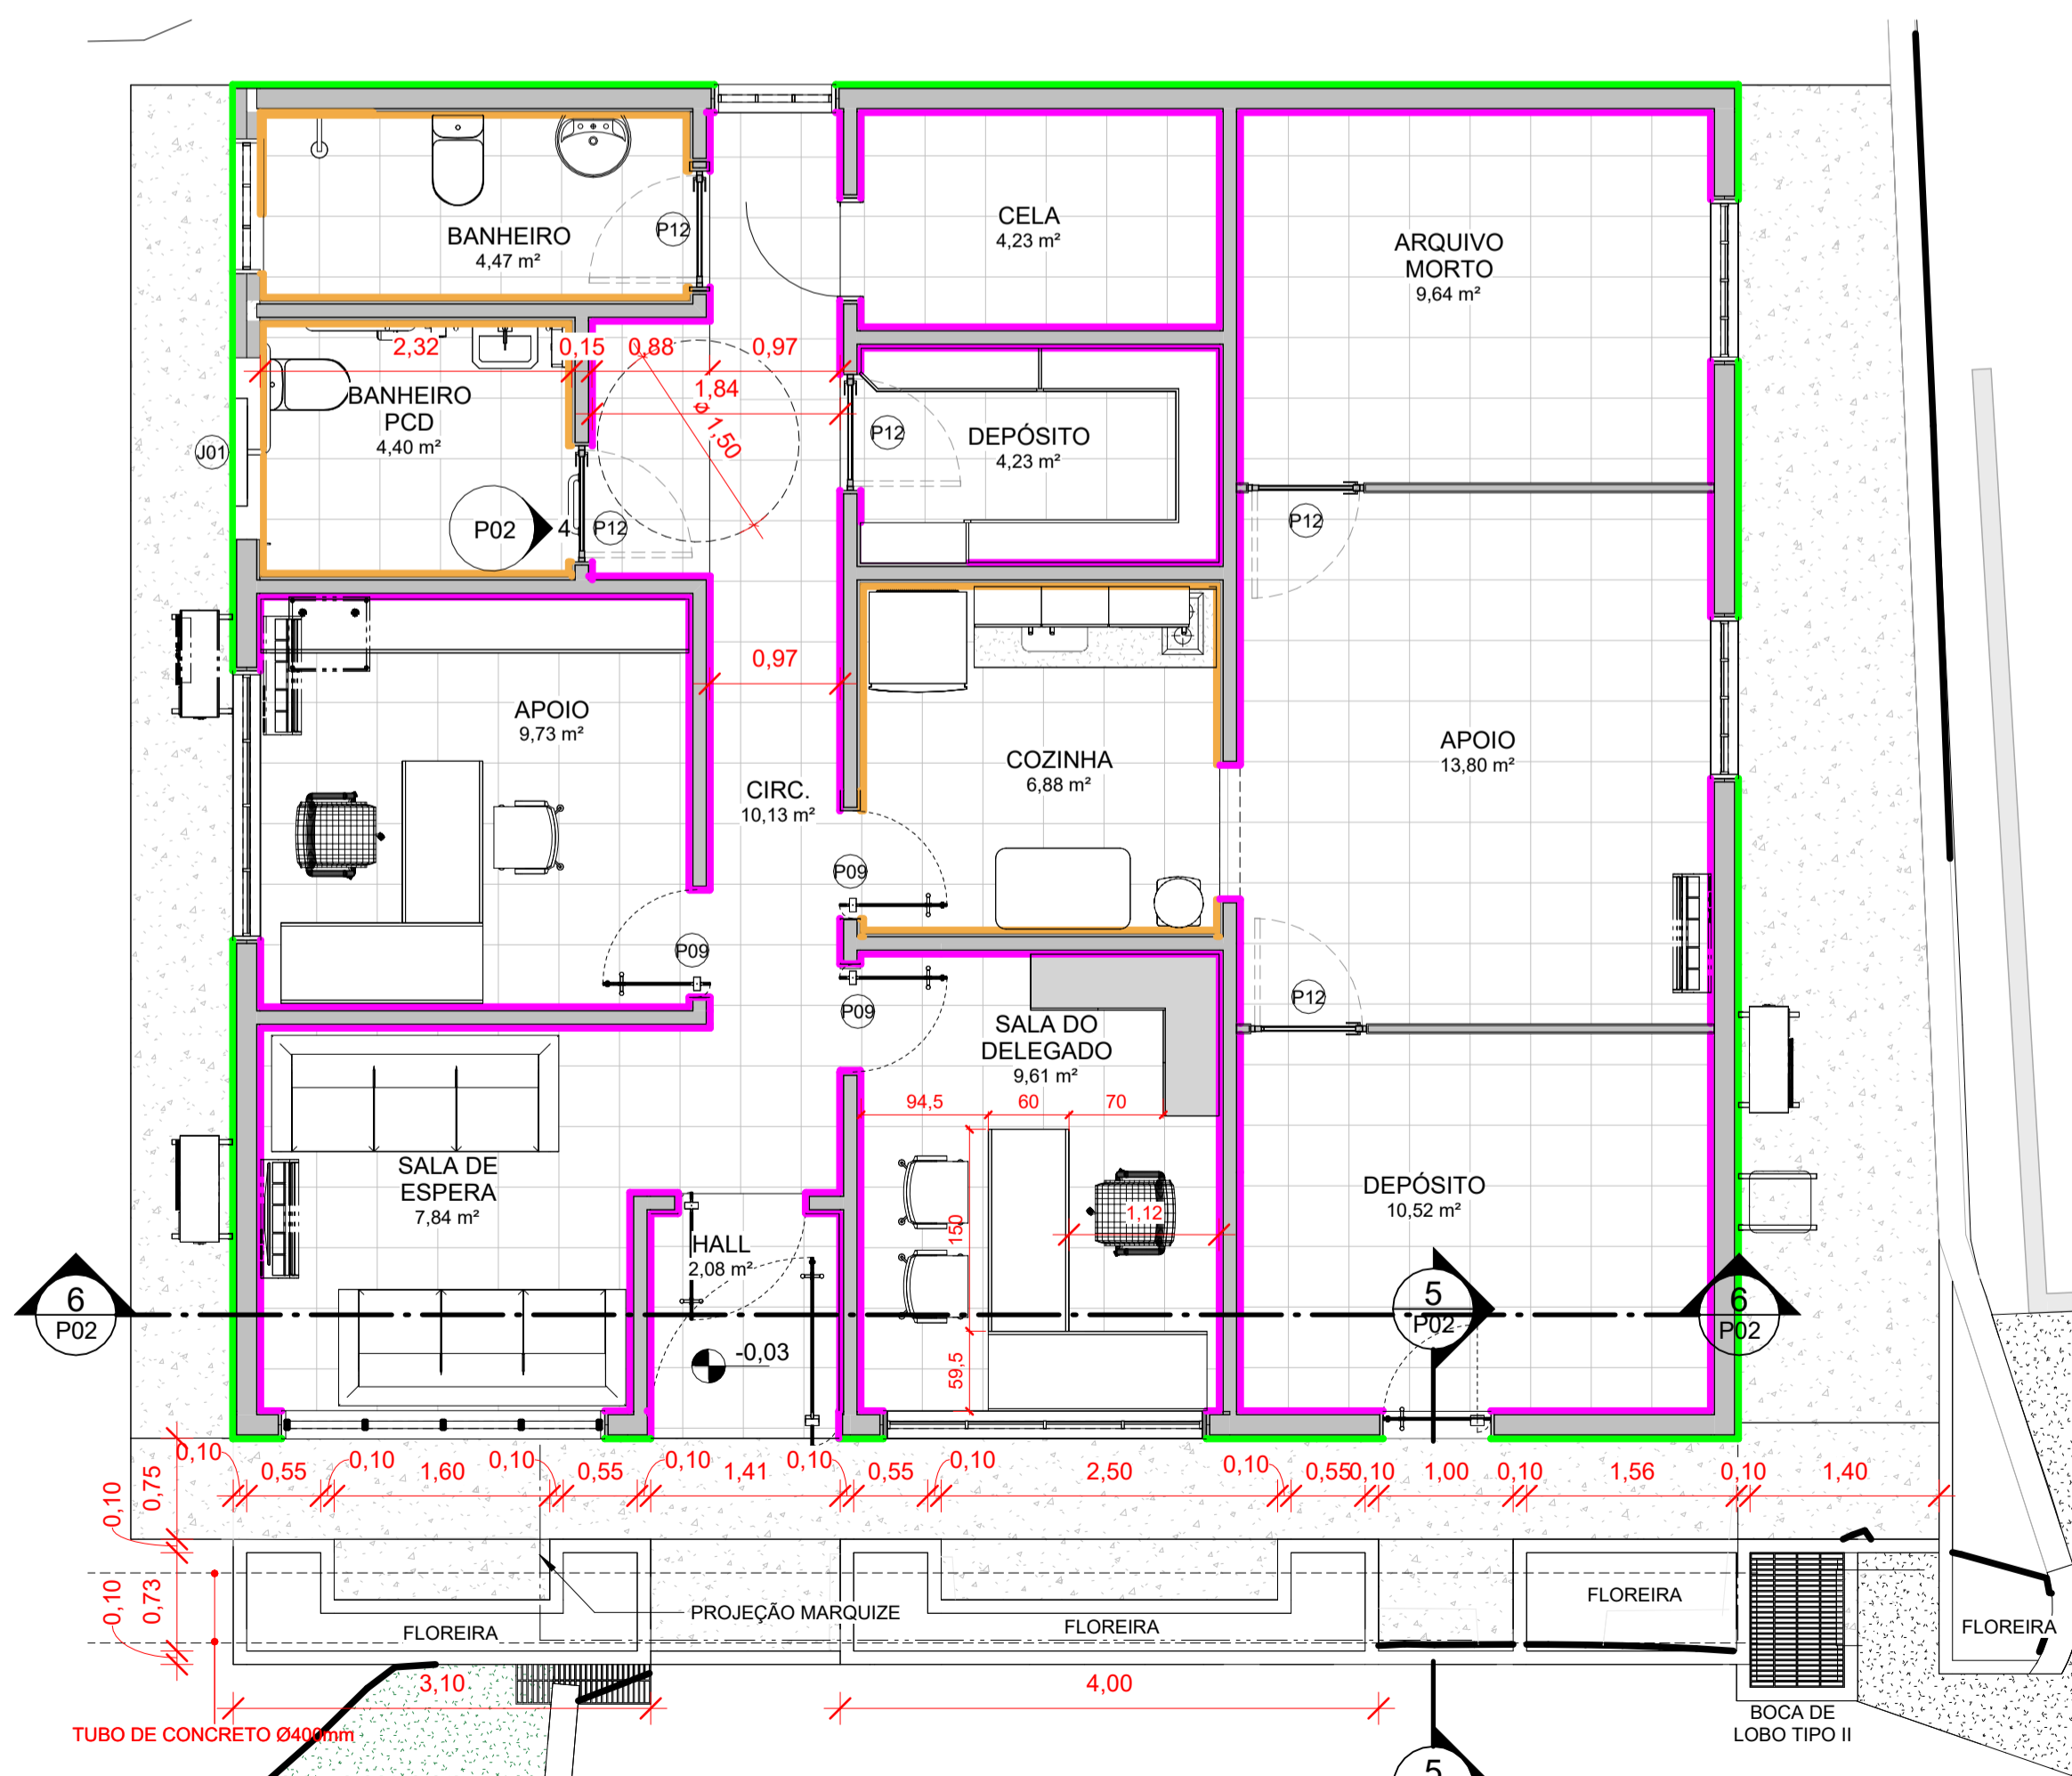 BANHEIRO
4,47 m²
P12
CELA
4,23 m²
ARQUIVO
MORTO
9,64 m²
2,32
0,15
0,88
0,97
1,84
ø 1,50
BANHEIRO
PCD
4,40 m²
J01
P02
4
P12
P12
DEPÓSITO
4,23 m²
P12
0,97
APOIO
9,73 m²
CIRC.
10,13 m²
COZINHA
6,88 m²
APOIO
13,80 m²
P09
P09
P09
P12
SALA DO
DELEGADO
9,61 m²
94,5
60
70
SALA DE
ESPERA
7,84 m²
HALL
2,08 m²
150
1,12
DEPÓSITO
10,52 m²
6
P02
5
P02
6
P02
-0,03
59,5
0,10
0,55
0,10
1,60
0,10
0,55
0,10
1,41
0,10
0,55
0,10
2,50
0,10
0,55
0,10
1,00
0,10
1,56
0,10
1,40
0,75
0,10
0,73
0,10
PROJEÇÃO MARQUIZE
FLOREIRA
FLOREIRA
FLOREIRA
FLOREIRA
3,10
4,00
TUBO DE CONCRETO Ø400mm
BOCA DE
LOBO TIPO II
5